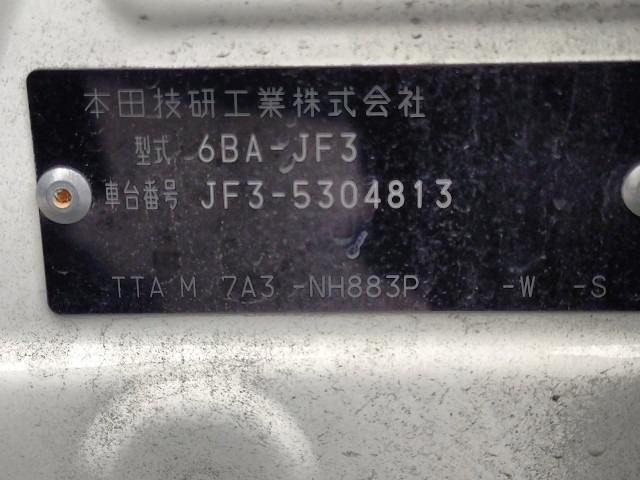 本田技研工業株式会社
型式 6BA-JF3
車台番号 JF3-5304813
TTA M 7A3 -NH883P -W -S